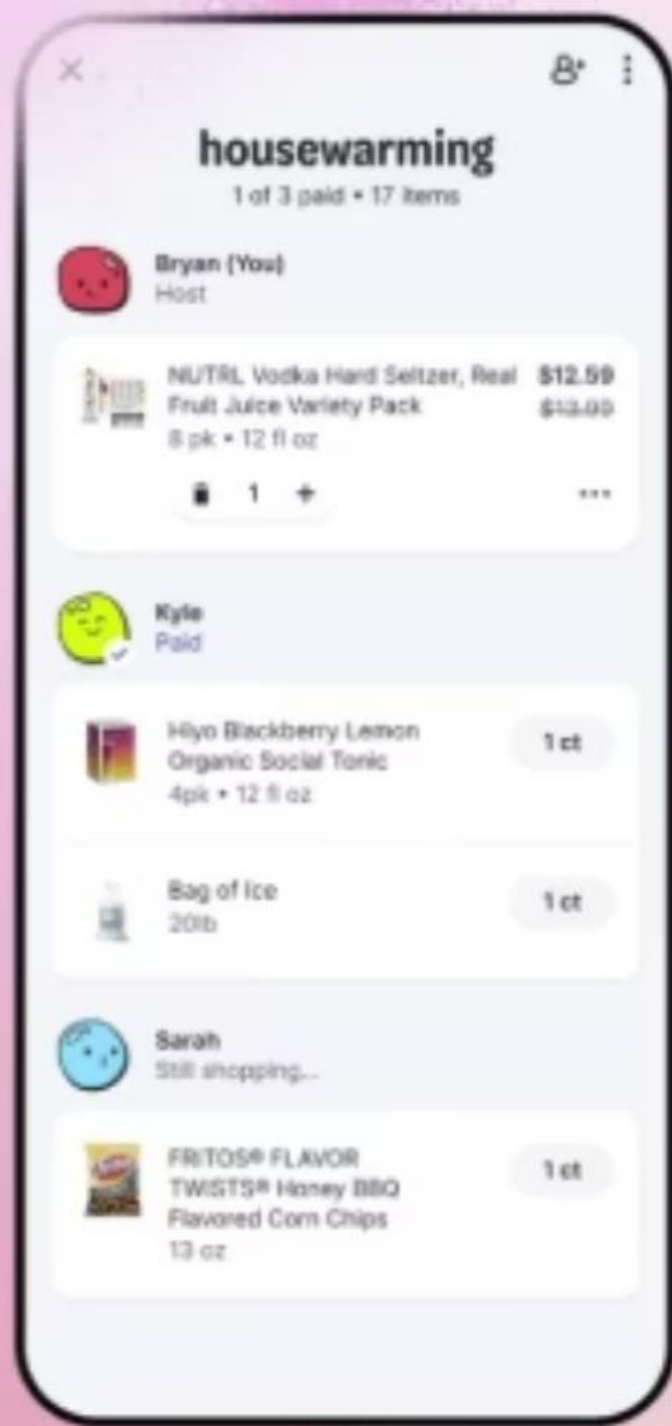 housewarming
1 of 3 paid • 17 items
Bryan (You)
Host
NUTRL Vodka Hard Seltzer, Real $12.59
Fruit Juice Variety Pack
8 pk • 12 fl oz
1 +
Kyle
Paid
Hiyo Blackberry Lemon
Organic Social Tonic
4pk • 12 fl oz
1 ct
Bag of Ice
20lb
1 ct
Sarah
Still shopping...
FRITOS® FLAVOR
TWISTS® Honey BBQ
Flavored Corn Chips
13 oz
1 ct